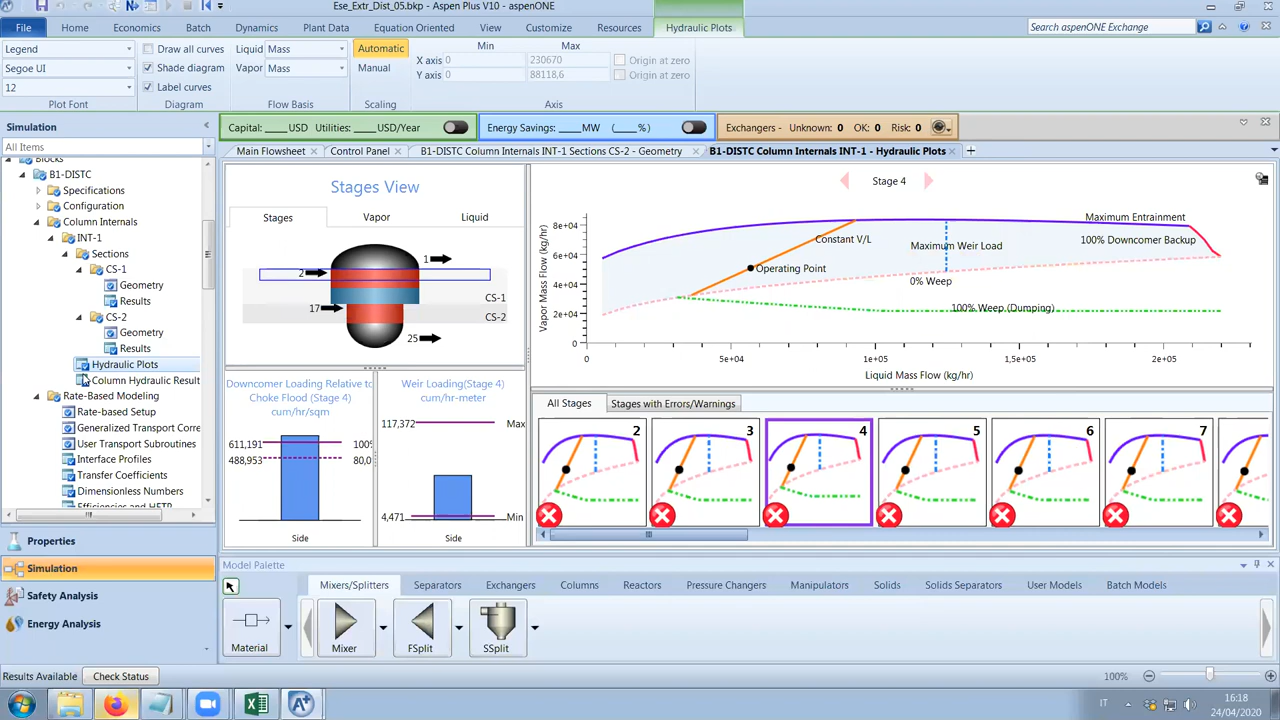 Ese_Extr_Dist_05.bkp - Aspen Plus V10 - aspenONE
Hydraulic Plots
File Home Economics Batch Dynamics Plant Data Equation Oriented View Customize Resources Hydraulic Plots Search aspenONE Exchange
Legend
Segoe UI
12
Plot Font
Draw all curves
Shade diagram
Label curves
Diagram
Liquid Mass
Vapor Mass
Flow Basis
Automatic
Manual
Scaling
Min Max
X axis 0 230670 Origin at zero
Y axis 0 88118,6 Origin at zero
Axis
Simulation
All Items
Blocks
B1-DISTC
Specifications
Configuration
Column Internals
INT-1
Sections
CS-1
Geometry
Results
CS-2
Geometry
Results
Hydraulic Plots
Column Hydraulic Result
Rate-Based Modeling
Rate-based Setup
Generalized Transport Corre
User Transport Subroutines
Interface Profiles
Transfer Coefficients
Dimensionless Numbers
Efficiencies and HETP
Properties
Simulation
Safety Analysis
Energy Analysis
Capital: ____ USD Utilities: ____ USD/Year
Energy Savings: ____ MW (____ %)
Exchangers - Unknown: 0 OK: 0 Risk: 0
Main Flowsheet Control Panel B1-DISTC Column Internals INT-1 Sections CS-2 - Geometry B1-DISTC Column Internals INT-1 - Hydraulic Plots +
Stages View
Stages Vapor Liquid
1
2
CS-1
17
CS-2
25
Downcomer Loading Relative to
Choke Flood (Stage 4)
cum/hr/sqm
611,191 100%
488,953 80,0
Side
Weir Loading(Stage 4)
cum/hr-meter
117,372 Max
4,471 Min
Side
Stage 4
Vapor Mass Flow (kg/hr)
8e+04
6e+04
4e+04
2e+04
0
0 5e+04 1e+05 1,5e+05 2e+05
Liquid Mass Flow (kg/hr)
Maximum Entrainment
Constant V/L
Maximum Weir Load
100% Downcomer Backup
Operating Point
0% Weep
100% Weep (Dumping)
All Stages Stages with Errors/Warnings
2 3 4 5 6 7
Model Palette
Mixers/Splitters Separators Exchangers Columns Reactors Pressure Changers Manipulators Solids Solids Separators User Models Batch Models
Material Mixer FSplit SSplit
Results Available Check Status
100%
IT
16:18
24/04/2020